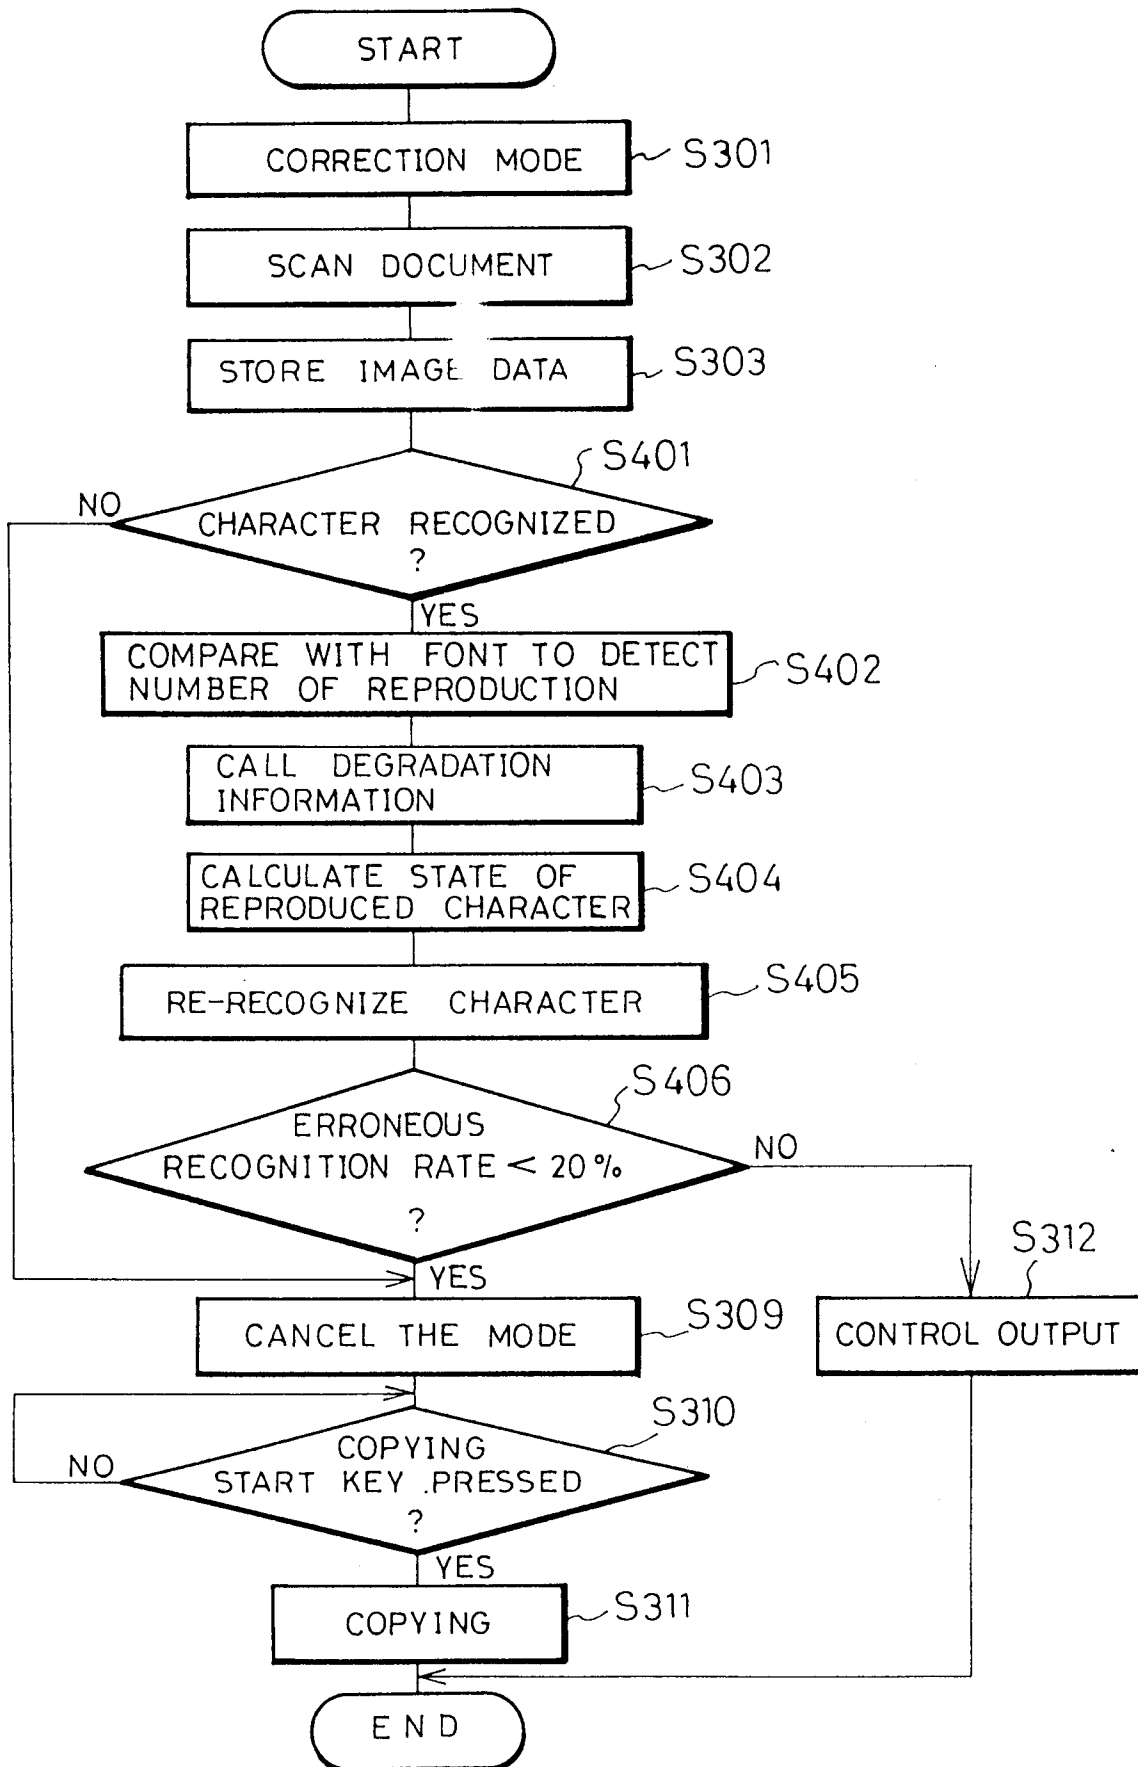 START
CORRECTION MODE
S301
SCAN DOCUMENT
S302
STORE IMAGE DATA
S303
S401
NO
CHARACTER RECOGNIZED
?
YES
COMPARE WITH FONT TO DETECT
NUMBER OF REPRODUCTION
S402
CALL DEGRADATION
INFORMATION
S403
CALCULATE STATE OF
REPRODUCED CHARACTER
S404
RE-RECOGNIZE CHARACTER
S405
S406
ERRONEOUS
RECOGNITION RATE < 20%
?
NO
YES
S312
CANCEL THE MODE
S309
CONTROL OUTPUT
S310
COPYING
START KEY PRESSED
?
NO
YES
COPYING
S311
END